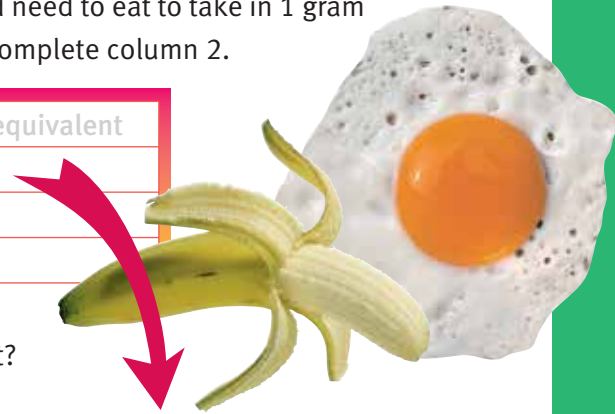 need to eat to take in 1 gram
omplete column 2.
equivalent
?